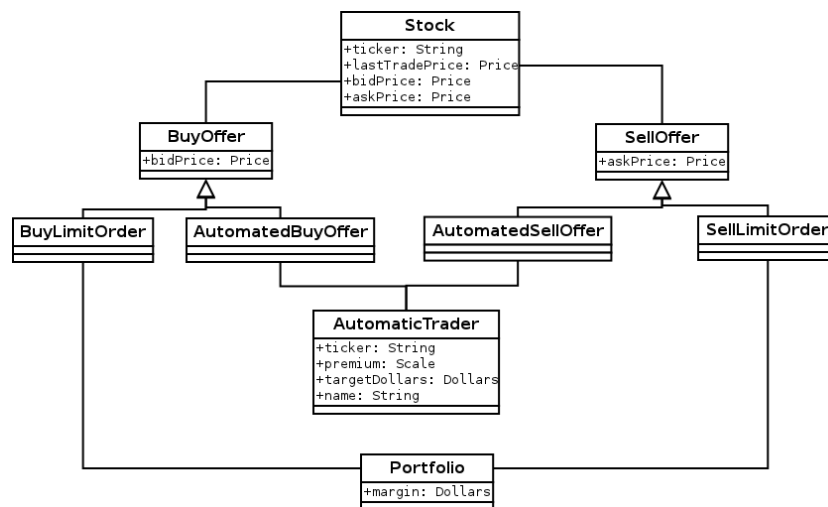 Stock
+ticker: String
+lastTradePrice: Price
+bidPrice: Price
+askPrice: Price
BuyOffer
+bidPrice: Price
SellOffer
+askPrice: Price
BuyLimitOrder
AutomatedBuyOffer
AutomatedSellOffer
SellLimitOrder
AutomaticTrader
+ticker: String
+premium: Scale
+targetDollars: Dollars
+name: String
Portfolio
+margin: Dollars